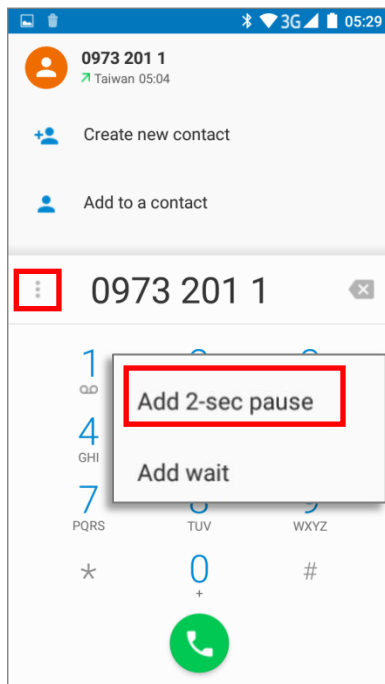 3G 05:29
0973 201 1
Taiwan 05:04
Create new contact
Add to a contact
0973 201 1
1
Add 2-sec pause
4
GHI
Add wait
7
PQRS TUV WXYZ
* 0 #
+